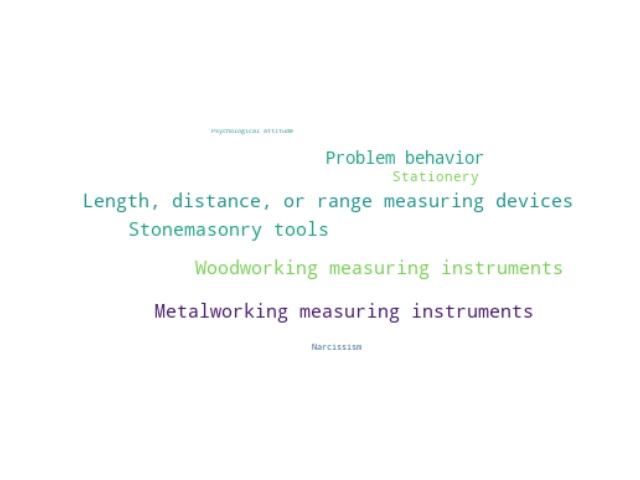 Psychological attitude
Problem behavior
Stationery
Length, distance, or range measuring devices
Stonemasonry tools
Woodworking measuring instruments
Metalworking measuring instruments
Narcissism